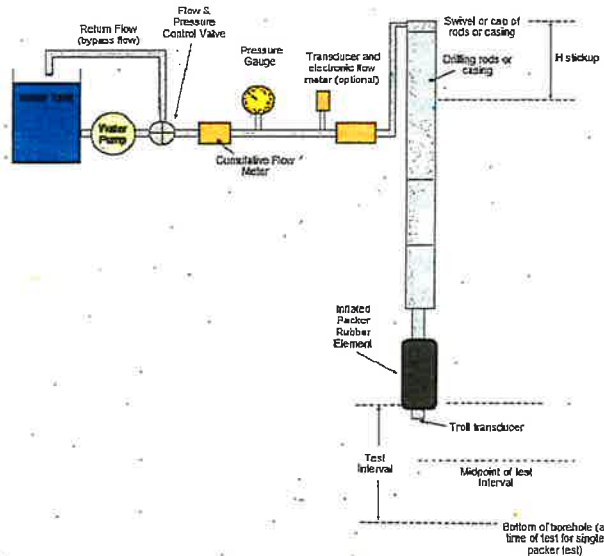 Flow &
Pressure
Control Valve
Return Flow
(bypass flow)
Pressure
Gauge
Transducer and
electronic flow
meter (optional)
Swivel or cap of
rods or casing
H stickup
Drilling rods or
casing
Water Tank
Water
Pump
Cumulative Flow
Meter
Inflated
Packer
Rubber
Element
Troll transducer
Test
Interval
Midpoint of test
Interval
Bottom of borehole (a
time of test for single
packer test)